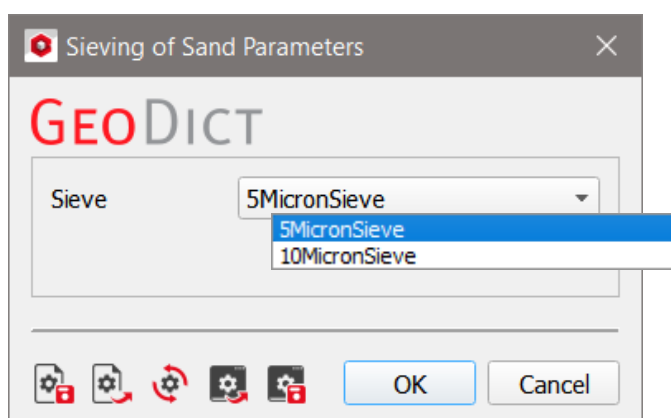 Sieving of Sand Parameters
GEODICT
Sieve 5MicronSieve
5MicronSieve
10MicronSieve
OK Cancel